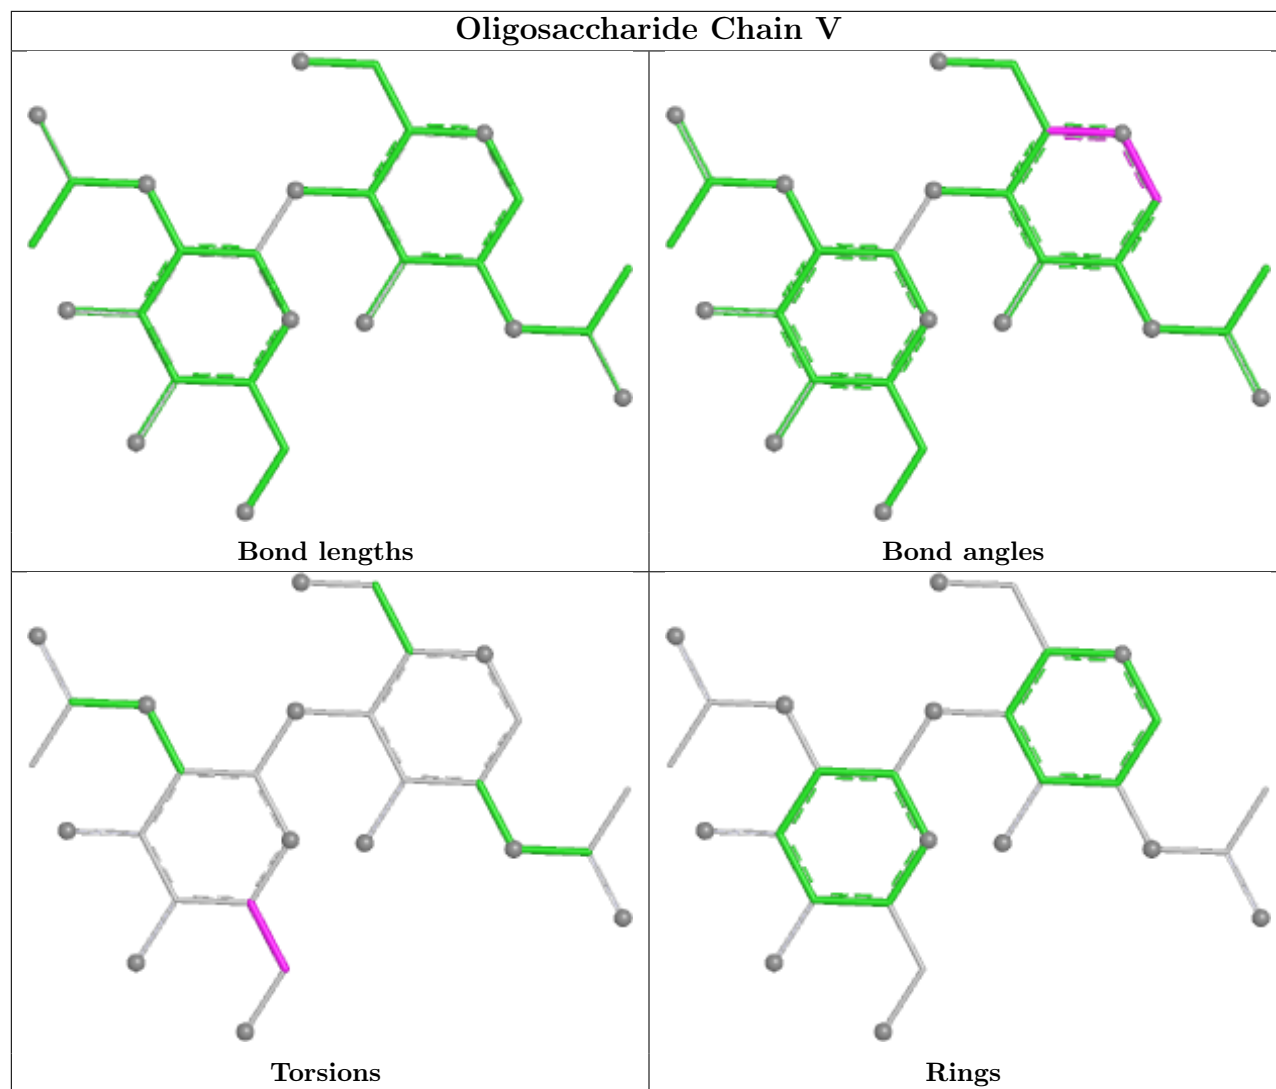 Oligosaccharide Chain V
Bond lengths
Bond angles
Torsions
Rings